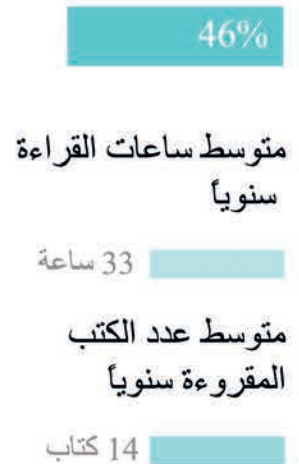 46%
متوسط ساعات القراءة
سنوياً
33 ساعة
متوسط عدد الكتب
المقروءة سنوياً
14 كتاب